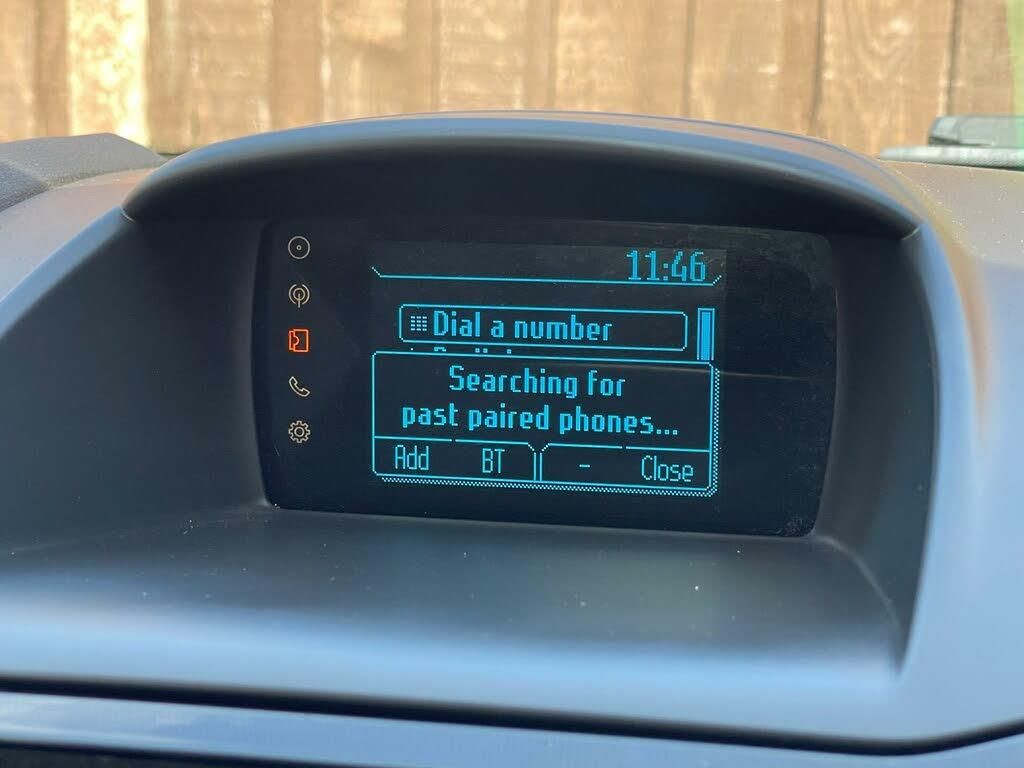 11:46
Dial a number
Searching for
past paired phones...
Add BT - Close